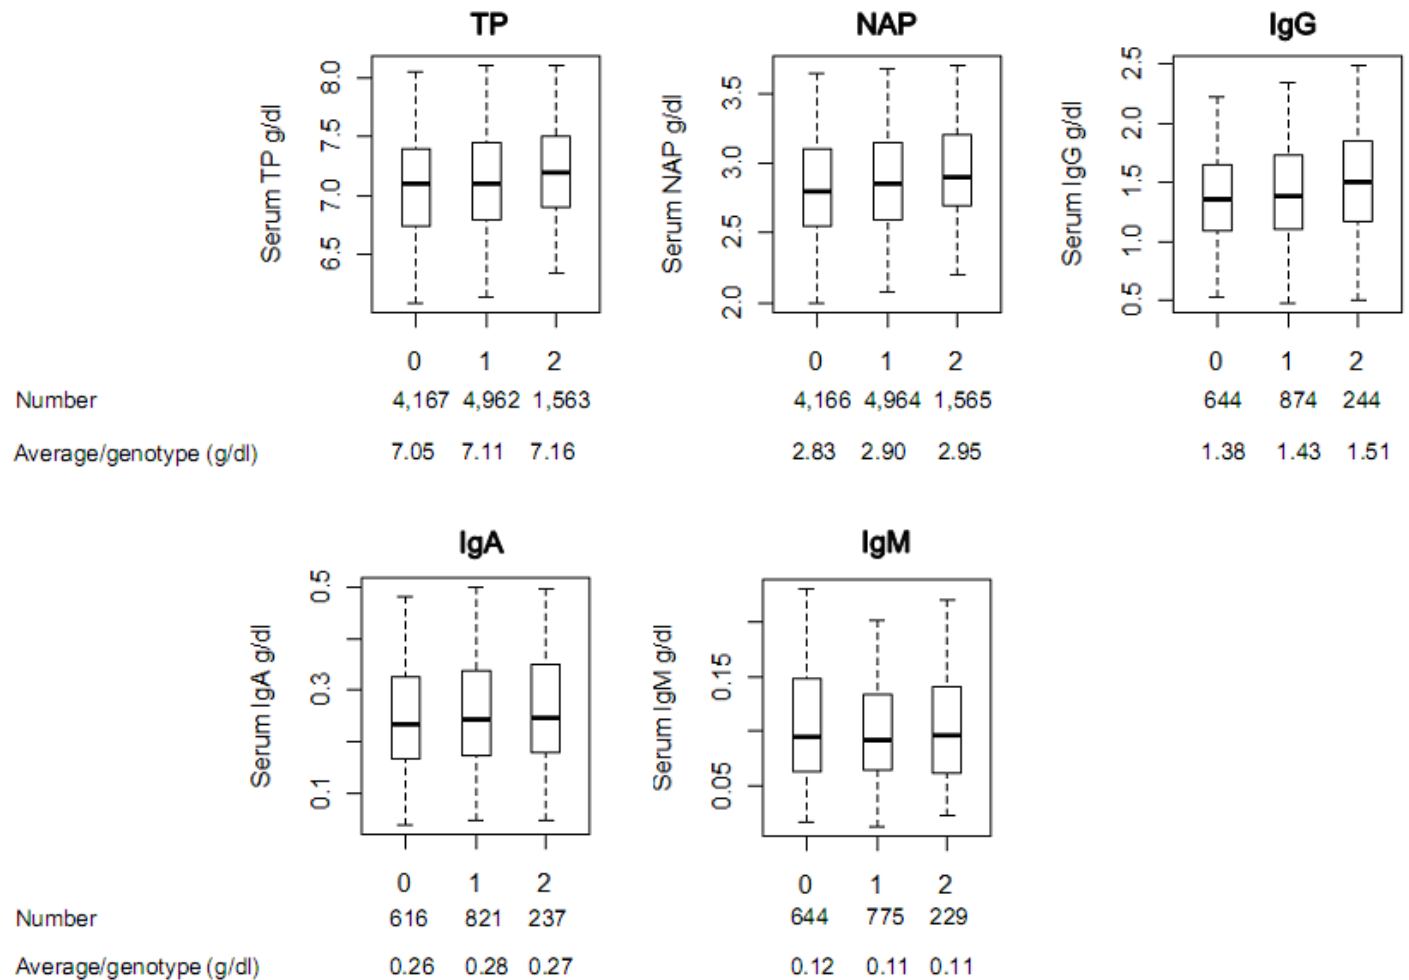 TP NAP IgG
Serum TP g/dl
8.0
7.5
7.0
6.5
Serum NAP g/dl
3.5
3.0
2.5
2.0
Serum IgG g/dl
2.5
2.0
1.5
1.0
0.5
0 1 2 0 1 2 0 1 2
Number 4,167 4,962 1,563 4,166 4,964 1,565 644 874 244
Average/genotype (g/dl) 7.05 7.11 7.16 2.83 2.90 2.95 1.38 1.43 1.51
IgA IgM
Serum IgA g/dl
0.5
0.3
0.1
Serum IgM g/dl
0.15
0.05
0 1 2 0 1 2
Number 616 821 237 644 775 229
Average/genotype (g/dl) 0.26 0.28 0.27 0.12 0.11 0.11